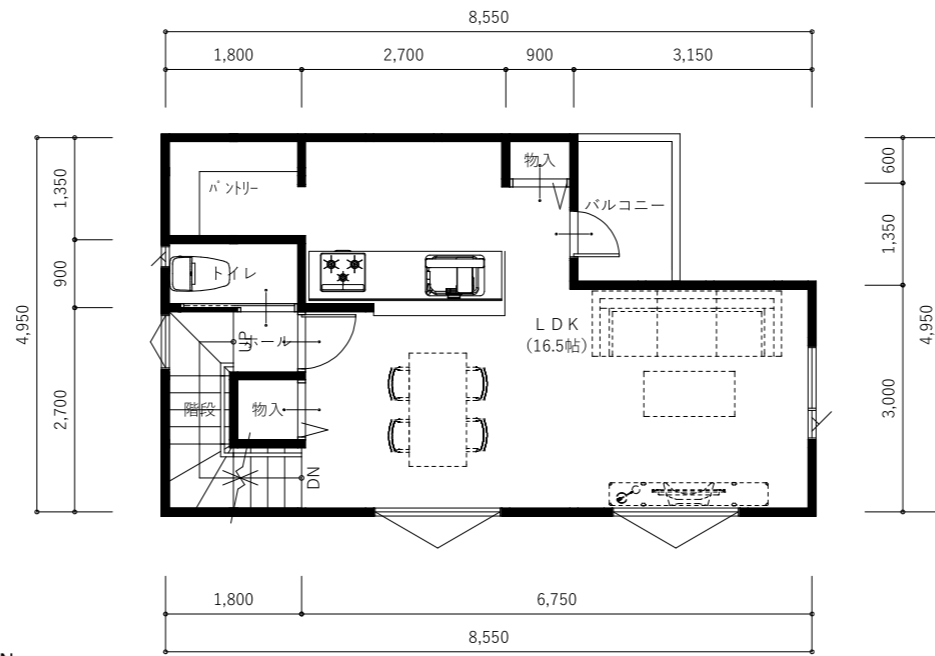 8,550
1,800
2,700
900
3,150
物入
600
1,350
パントリー
バルコニー
1,350
トイレ
900
4,950
LDK
(16.5帖)
4,950
UP
ホール
2,700
階段
物入
3,000
DN
1,800
6,750
8,550
N